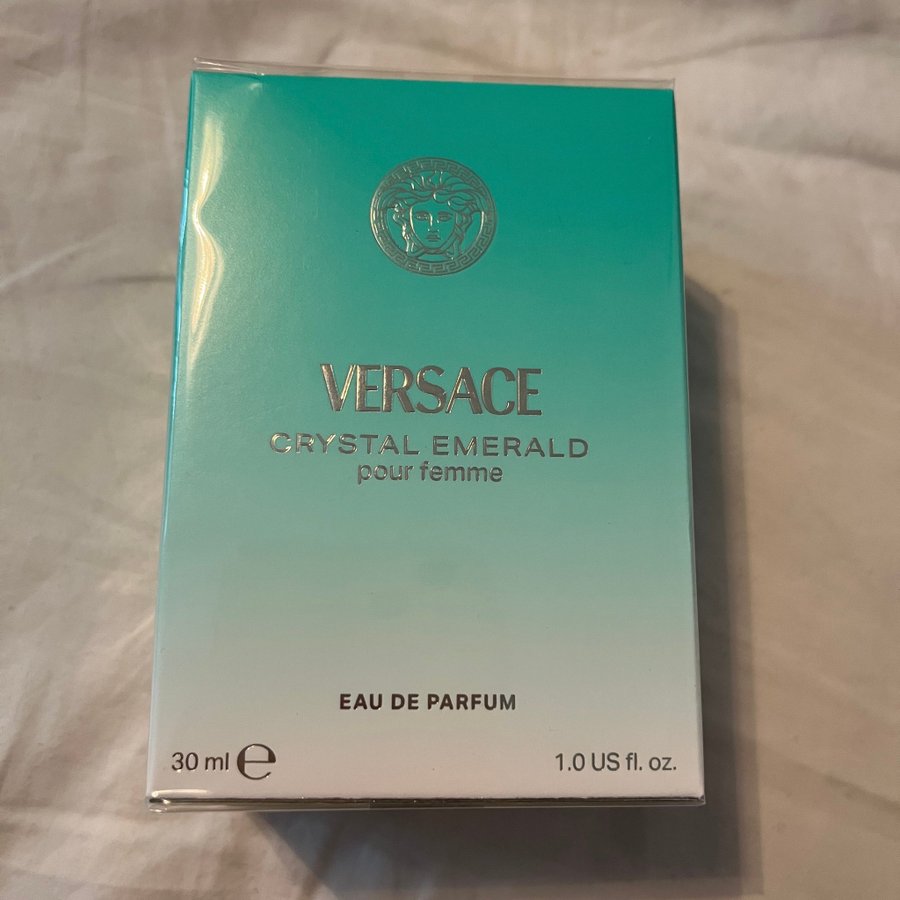 VERSACE
CRYSTAL EMERALD
pour femme
EAU DE PARFUM
30 ml ℮ 1.0 US fl. oz.